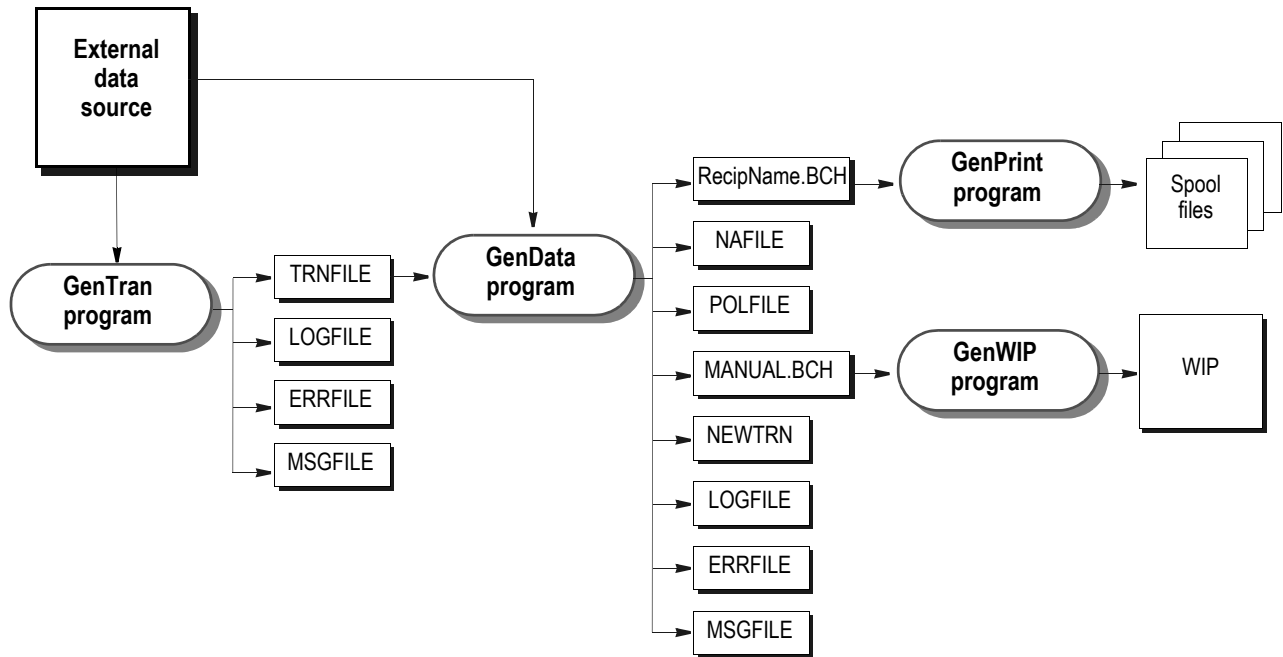 External
data
source
GenTran
program
TRNFILE
LOGFILE
ERRFILE
MSGFILE
GenData
program
RecipName.BCH
NAFILE
POLFILE
MANUAL.BCH
NEWTRN
LOGFILE
ERRFILE
MSGFILE
GenPrint
program
Spool
files
GenWIP
program
WIP